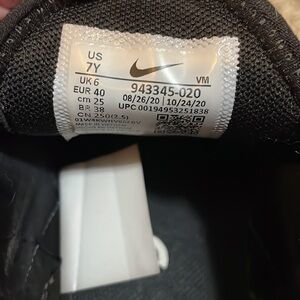 US
7Y
UK 6
EUR 40
cm 25
BR 38
CN 250(2.5)
VM
943345-020
08/26/20 | 10/24/20
UPC 00194953251838